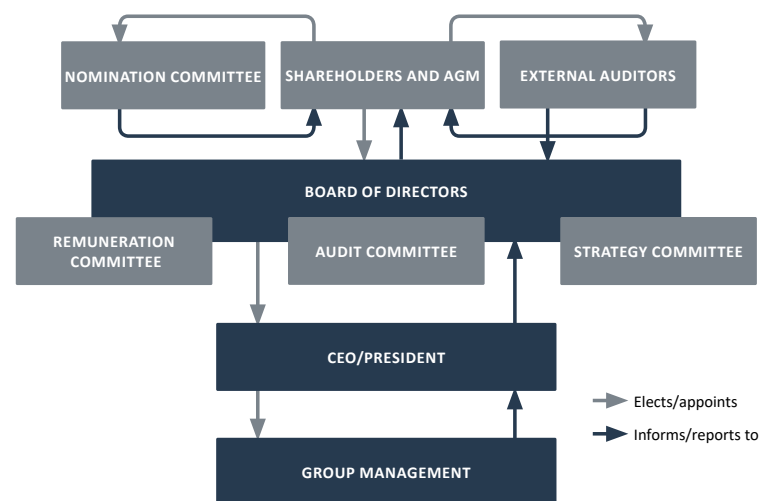 NOMINATION COMMITTEE
SHAREHOLDERS AND AGM
EXTERNAL AUDITORS
BOARD OF DIRECTORS
REMUNERATION
COMMITTEE
AUDIT COMMITTEE
STRATEGY COMMITTEE
CEO/PRESIDENT
Elects/appoints
Informs/reports to
GROUP MANAGEMENT